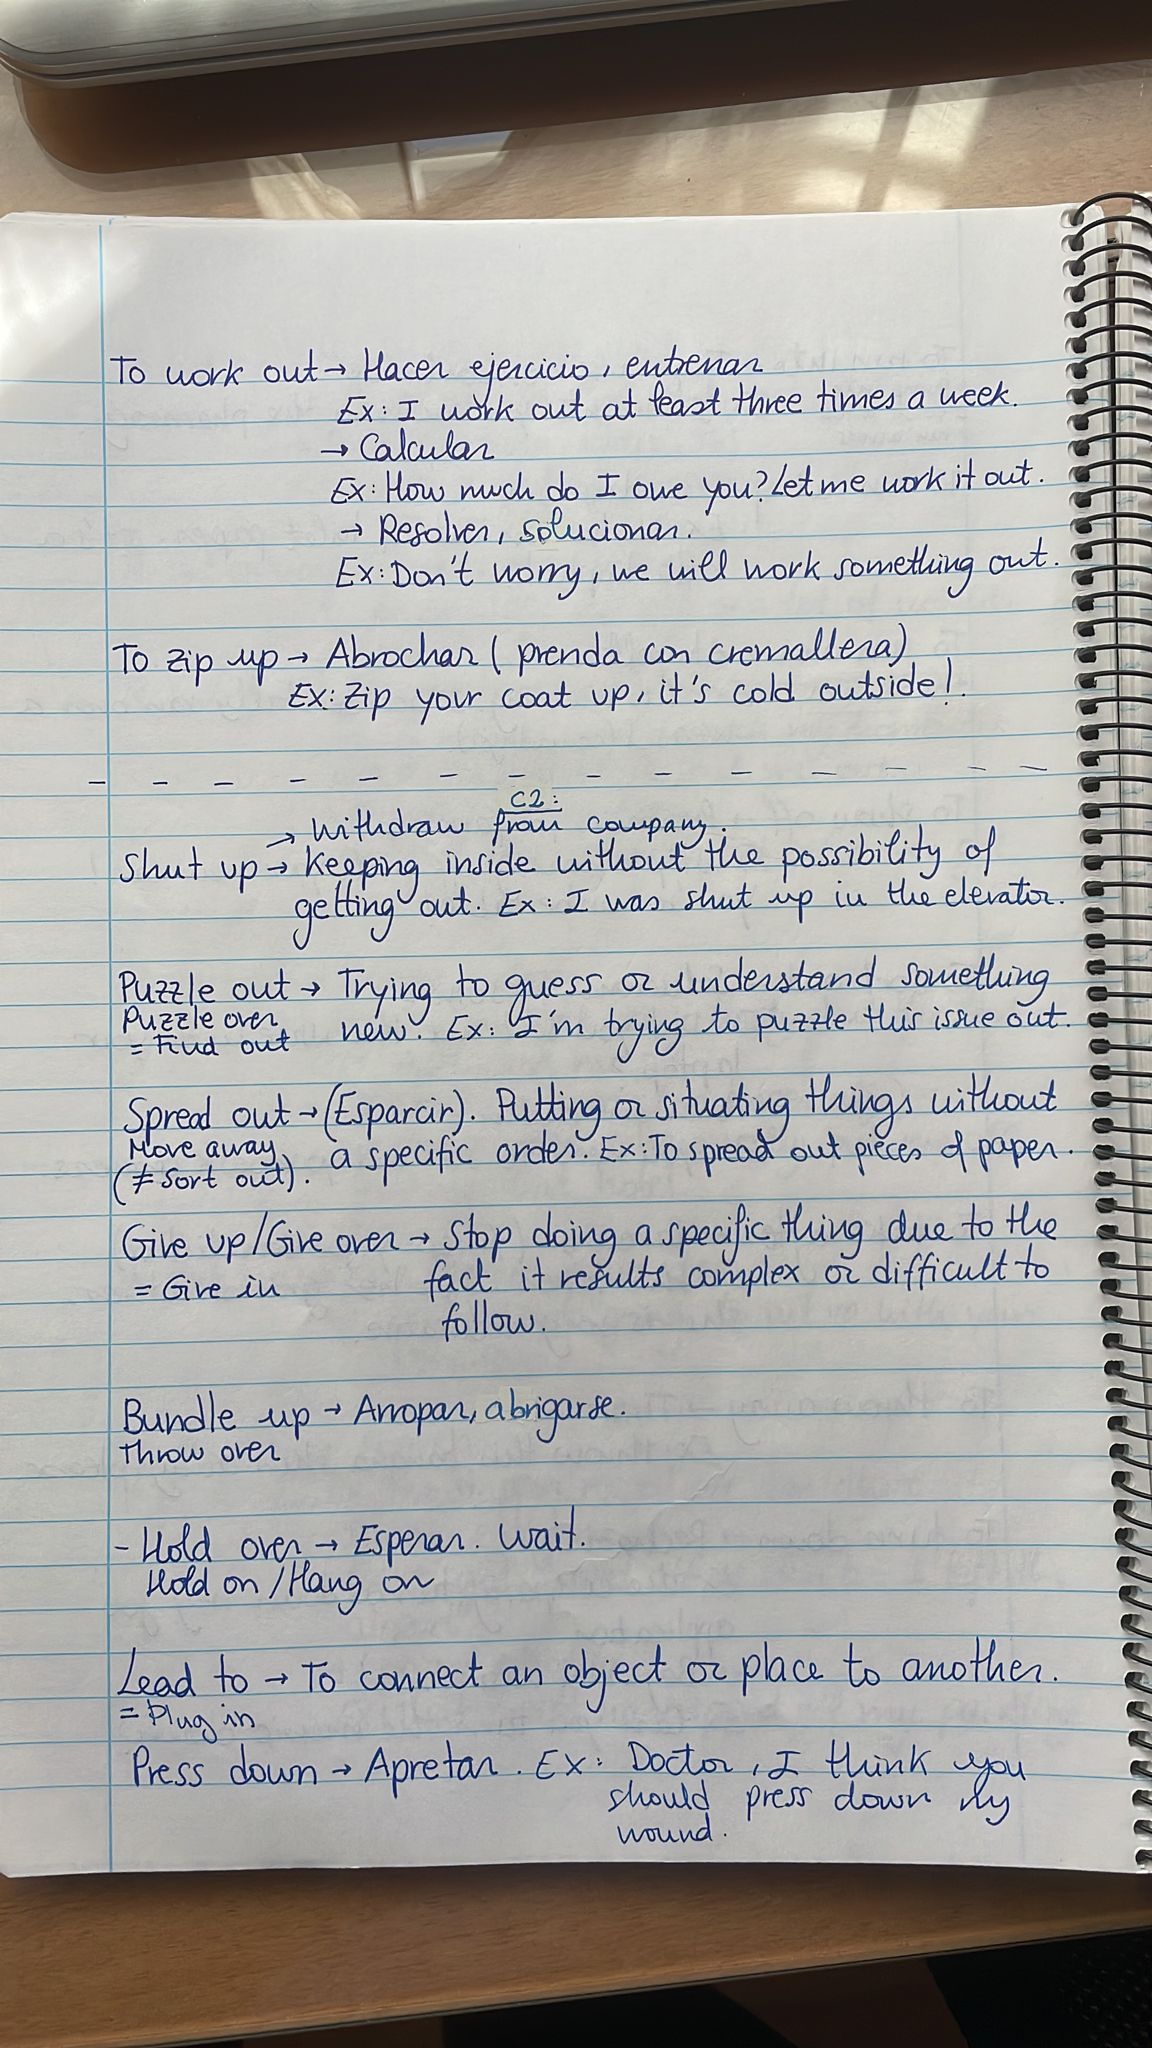 To work out → Hacer ejercicio, entrenar
Ex: I work out at least three times a week.
→ Calcular
Ex: How much do I owe you? Let me work it out.
→ Resolver, solucionar.
Ex: Don't worry, we will work something out.
To zip up → Abrochar (prenda con cremallera)
Ex: Zip your coat up, it's cold outside!
- - - - - - - - - - - - - -
C2:
→ Withdraw from company.
Shut up → Keeping inside without the possibility of
getting out. Ex: I was shut up in the elevator.
Puzzle out → Trying to guess or understand something
Puzzle over new. Ex: I'm trying to puzzle this issue out.
= Find out
Spread out → (Esparcir). Putting or situating things without
Move away a specific order. Ex: To spread out pieces of paper.
(≠ Sort out).
Give up/Give over → Stop doing a specific thing due to the
= Give in fact it results complex or difficult to
follow.
Bundle up → Arropar, abrigarse.
Throw over
- Hold over → Esperar. Wait.
Hold on / Hang on
Lead to → To connect an object or place to another.
= Plug in
Press down → Apretar. Ex: Doctor, I think you
should press down my
wound.